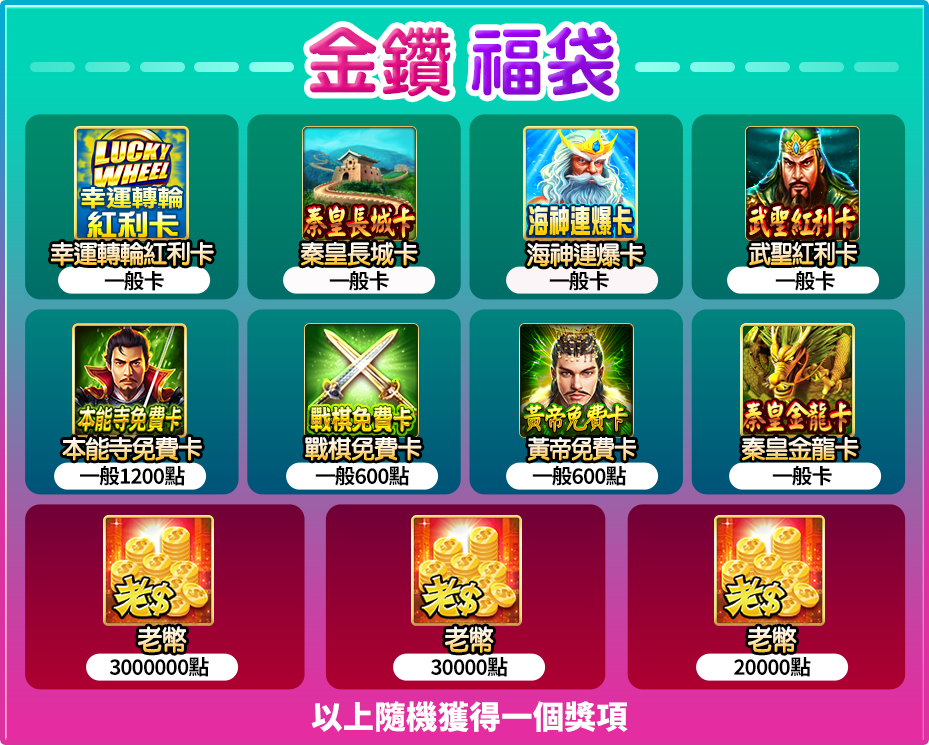 金鑽 福袋
LUCKY
WHEEL
幸運轉輪
紅利卡
幸運轉輪紅利卡
一般卡
秦皇長城卡
秦皇長城卡
一般卡
海神連爆卡
海神連爆卡
一般卡
武聖紅利卡
武聖紅利卡
一般卡
本能寺免費卡
本能寺免費卡
一般1200點
戰棋免費卡
戰棋免費卡
一般600點
黃帝免費卡
黃帝免費卡
一般600點
秦皇金龍卡
秦皇金龍卡
一般卡
老$
老幣
3000000點
老$
老幣
30000點
老$
老幣
20000點
以上隨機獲得一個獎項